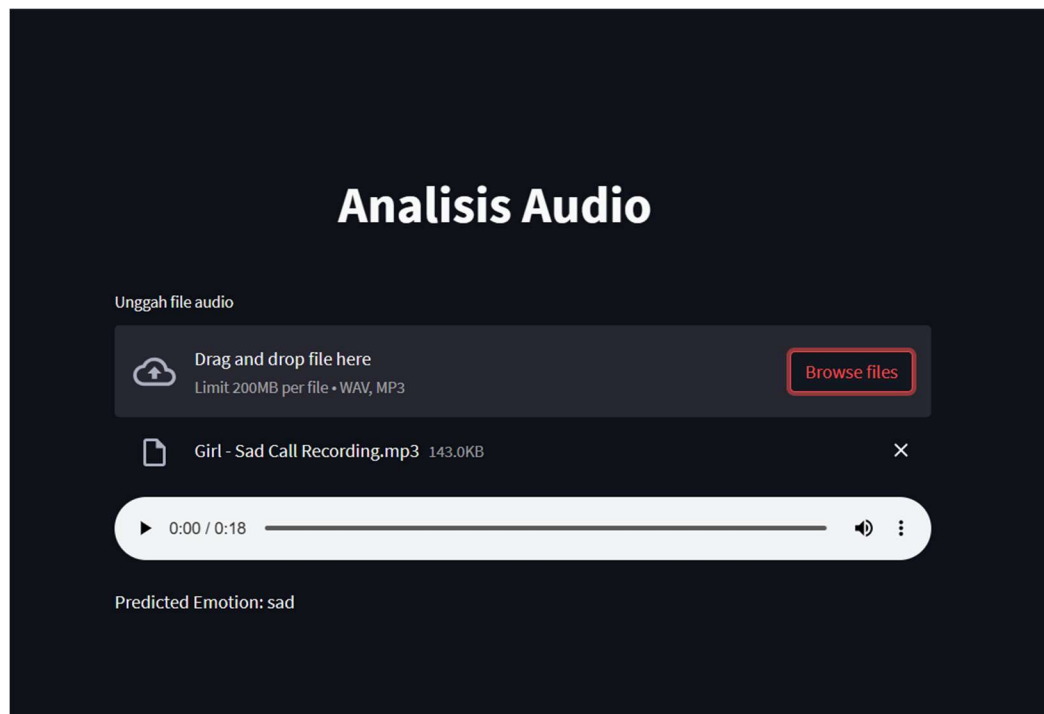 Analisis Audio
Unggah file audio
Drag and drop file here
Limit 200MB per file • WAV, MP3
Browse files
Girl - Sad Call Recording.mp3 143.0KB
0:00 / 0:18
Predicted Emotion: sad